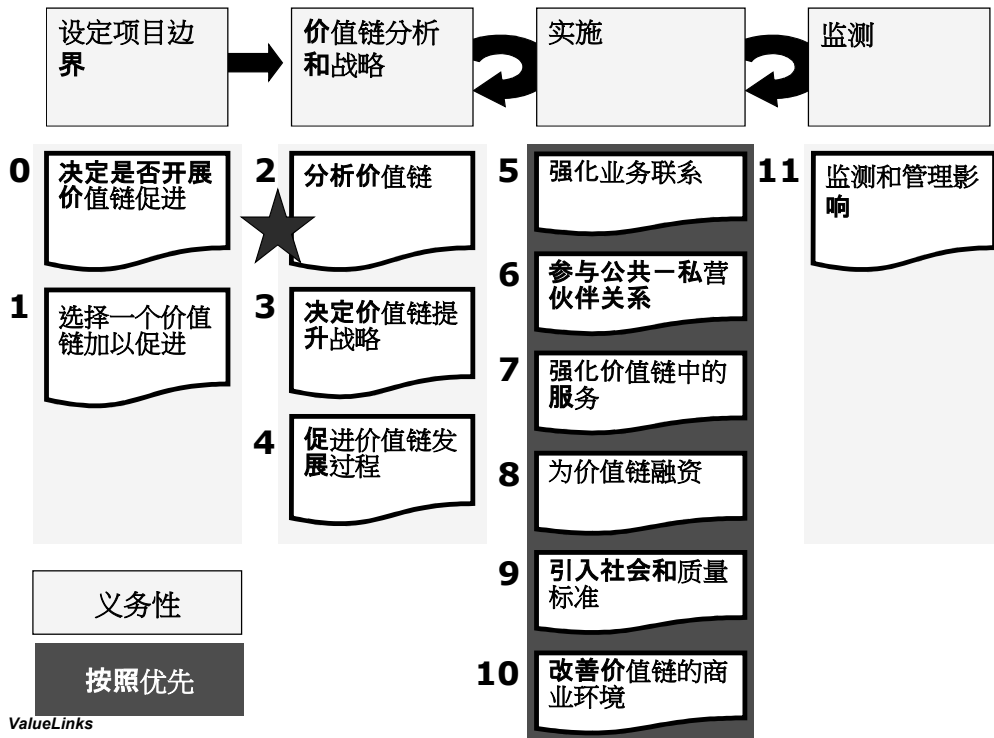 设定项目边
界
价值链分析
和战略
实施
监测
0
决定是否开展
价值链促进
1
选择一个价值
链加以促进
2
分析价值链
3
决定价值链提
升战略
4
促进价值链发
展过程
5
强化业务联系
6
参与公共－私营
伙伴关系
7
强化价值链中的
服务
8
为价值链融资
9
引入社会和质量
标准
10
改善价值链的商
业环境
11
监测和管理影
响
义务性
按照优先
ValueLinks